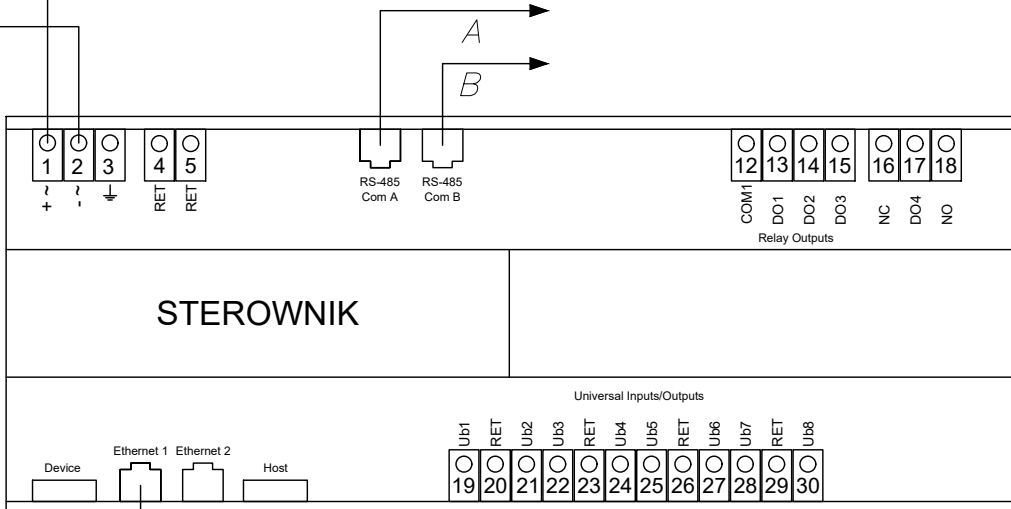 A
B
1 2 3 4 5 12 13 14 15 16 17 18
~ + ~ - RET RET COM1 DO1 DO2 DO3 NC DO4 NO
RS-485 Com A
RS-485 Com B
Relay Outputs
STEROWNIK
Universal Inputs/Outputs
Ub1 RET Ub2 Ub3 RET Ub4 Ub5 RET Ub6 Ub7 RET Ub8
Device Ethernet 1 Ethernet 2 Host
19 20 21 22 23 24 25 26 27 28 29 30